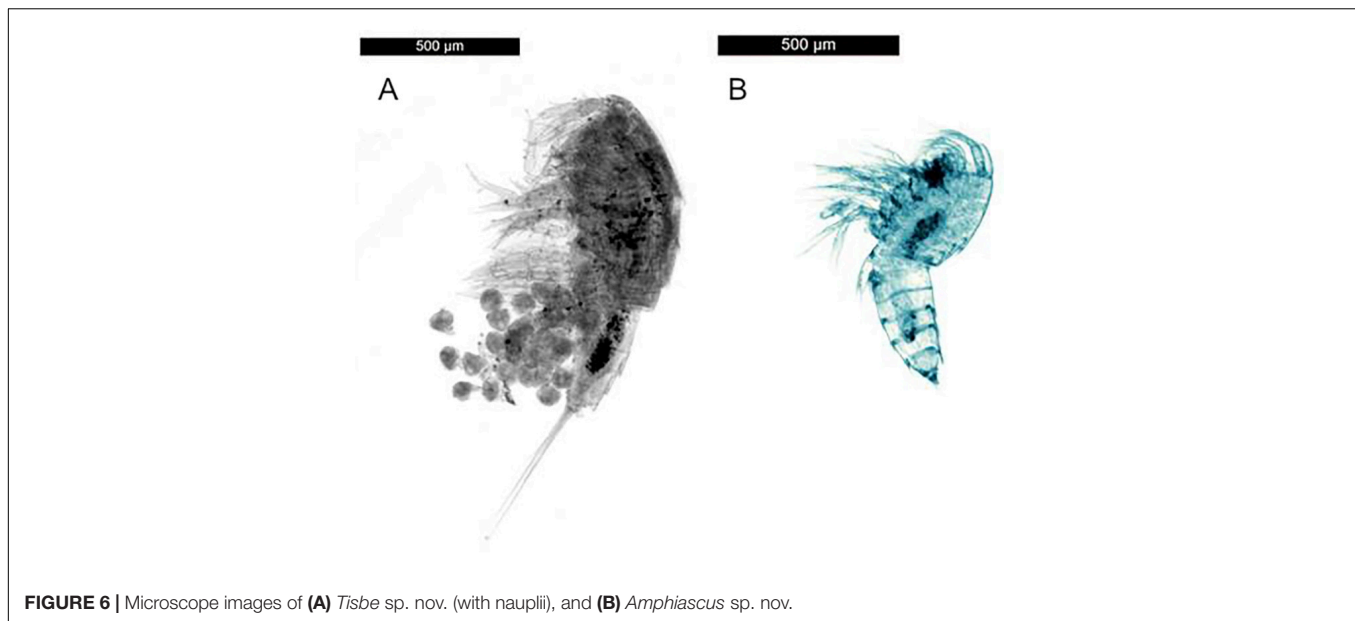 500 µm
500 µm
A
B
FIGURE 6 | Microscope images of (A) Tisbe sp. nov. (with nauplii), and (B) Amphiascus sp. nov.